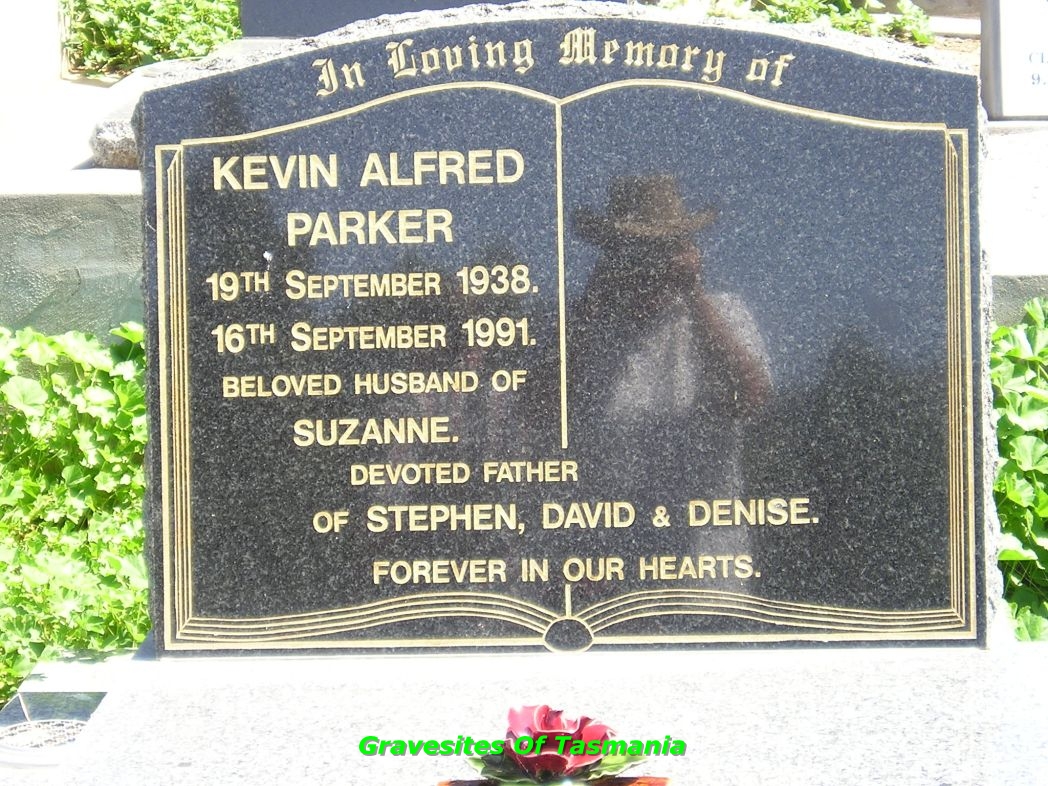 In Loving Memory of
KEVIN ALFRED
PARKER
19TH SEPTEMBER 1938.
16TH SEPTEMBER 1991.
BELOVED HUSBAND OF
SUZANNE.
DEVOTED FATHER
OF STEPHEN, DAVID & DENISE.
FOREVER IN OUR HEARTS.
Gravesites Of Tasmania